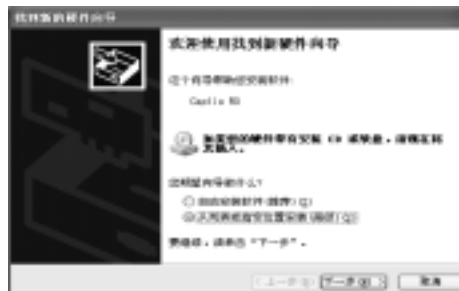 找到新的硬件向导
欢迎使用找到新硬件向导
这个向导帮助您安装软件:
Caplio R3
如果您的硬件带有安装 CD 或软盘，请现在将
其插入。
您期望向导做什么?
自动安装软件(推荐)(I)
从列表或指定位置安装(高级)(S)
要继续，请单击“下一步”。
<上一步(B)
下一步(N) >
取消